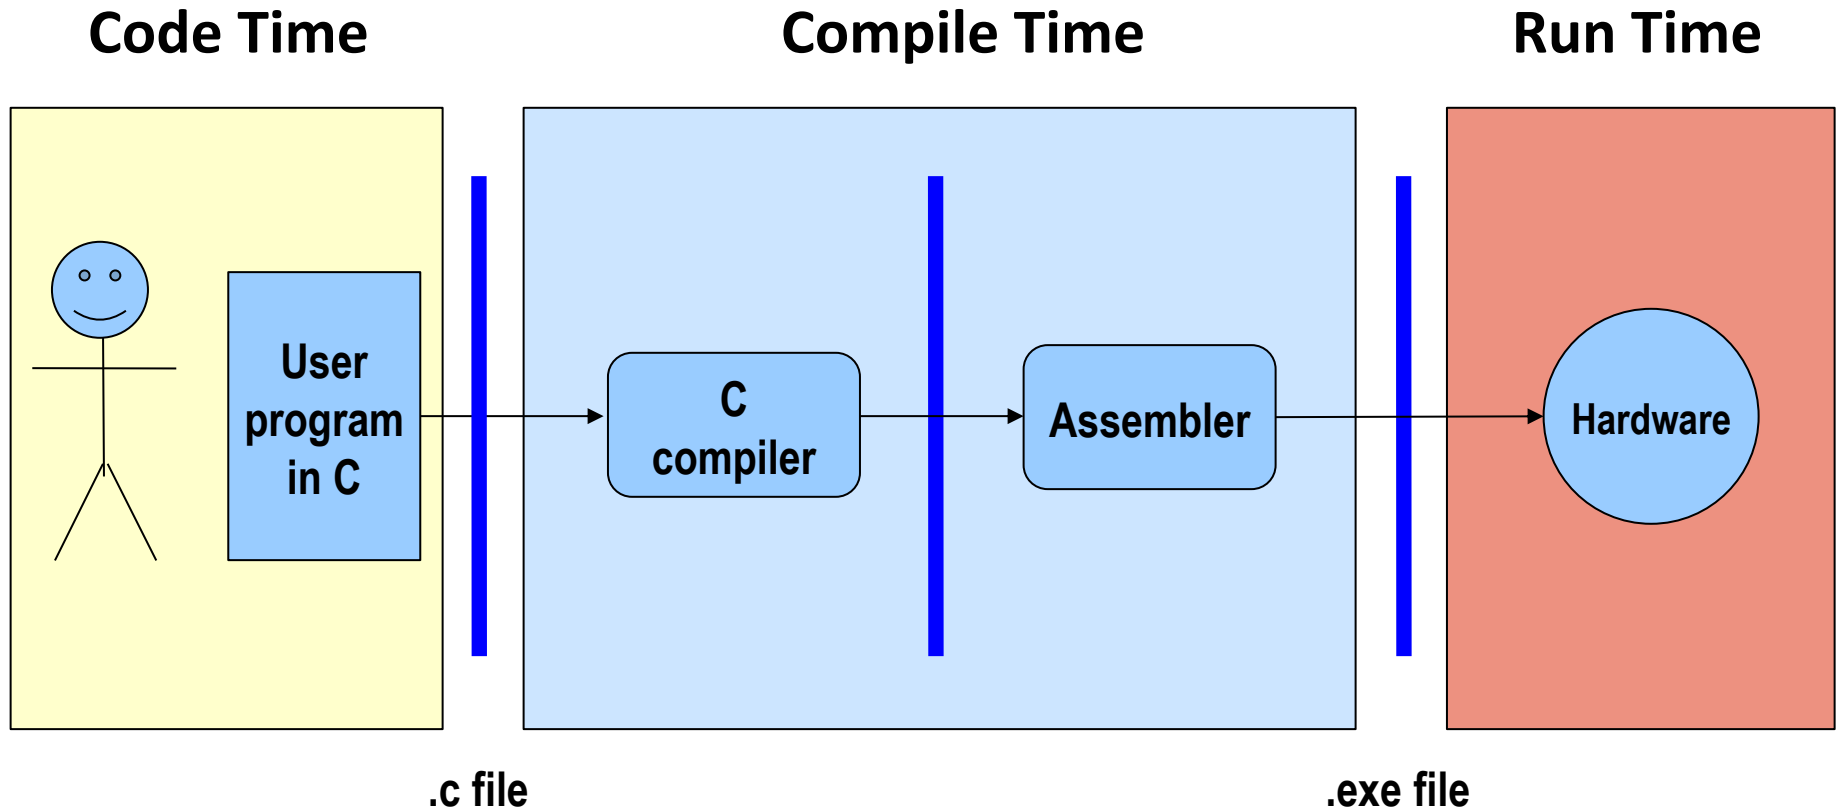 Code Time
Compile Time
Run Time
User
program
in C
C
compiler
Assembler
Hardware
.c file
.exe file